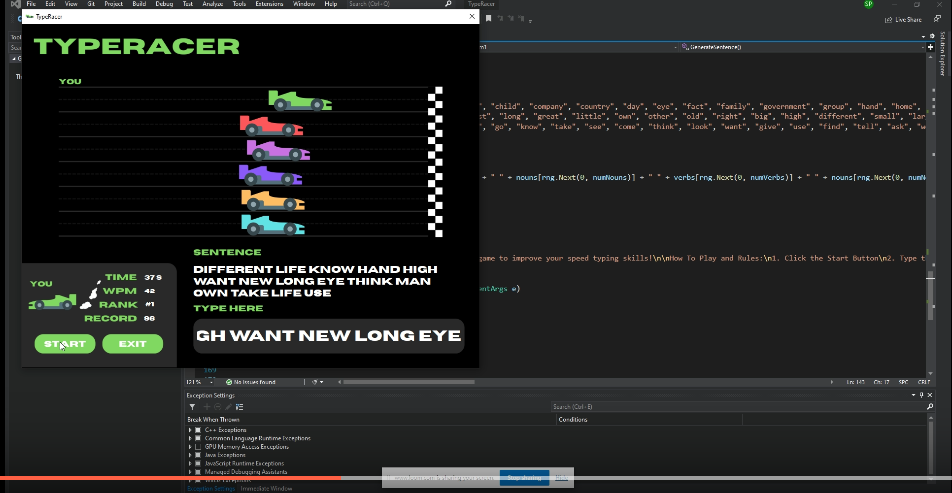 File Edit View Git Project Build Debug Test Analyze Tools Extensions Window Help Search (Ctrl+Q) TypeRacer SP
Live Share
TypeRacer
TYPERACER
YOU
SENTENCE
DIFFERENT LIFE KNOW HAND HIGH
WANT NEW LONG EYE THINK MAN
OWN TAKE LIFE USE
TYPE HERE
GH WANT NEW LONG EYE
YOU
TIME 37 S
WPM 42
RANK #1
RECORD 96
START EXIT
GenerateSentence()
Solution Explorer
", "child", "company", "country", "day", "eye", "fact", "family", "government", "group", "hand", "home",
"long", "great", "little", "own", "other", "old", "right", "big", "high", "different", "small", "lar
", "go", "know", "take", "see", "come", "think", "look", "want", "give", "use", "find", "tell", "ask", "w
+ " " + nouns[rng.Next(0, numNouns)] + " " + verbs[rng.Next(0, numVerbs)] + " " + nouns[rng.Next(0, numN
game to improve your speed typing skills!\n\nHow To Play and Rules:\n1. Click the Start Button\n2. Type t
entArgs e)
121 % No issues found Ln: 143 Ch: 17 SPC CRLF
Exception Settings
Search (Ctrl+E)
Break When Thrown Conditions
C++ Exceptions
Common Language Runtime Exceptions
GPU Memory Access Exceptions
Java Exceptions
JavaScript Runtime Exceptions
Managed Debugging Assistants
Stop sharing Hide
Exception Settings Immediate Window